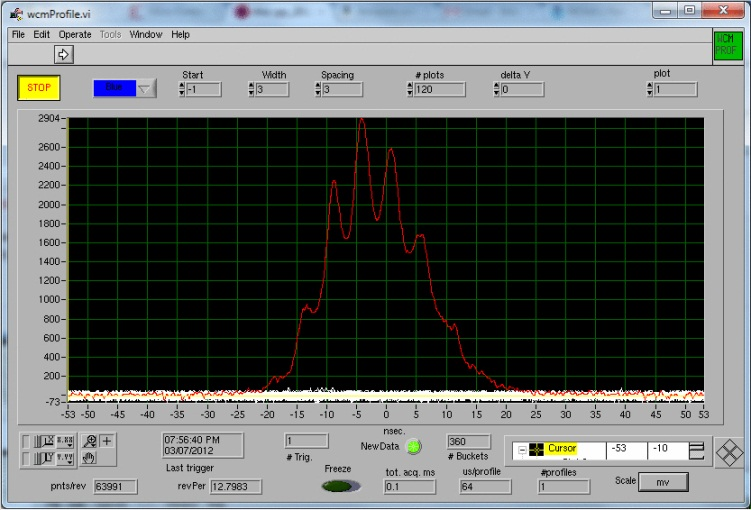 wcmProfile.vi
File Edit Operate Tools Window Help
WCM
PROF
Start Width Spacing # plots delta Y plot
STOP Blue -1 3 3 120 0 1
2904
2600
2400
2200
2000
1800
1600
1400
1200
1000
800
600
400
200
-73
-53 -50 -45 -40 -35 -30 -25 -20 -15 -10 -5 0 5 10 15 20 25 30 35 40 45 50 53
nsec.
07:56:40 PM
03/07/2012
Last trigger
1
# Trig.
NewData
360
# Buckets
Cursor -53 -10
Freeze
tot. acq. ms us/profile #profiles
pnts/rev 63991 revPer 12.7983 0.1 64 1 Scale mv